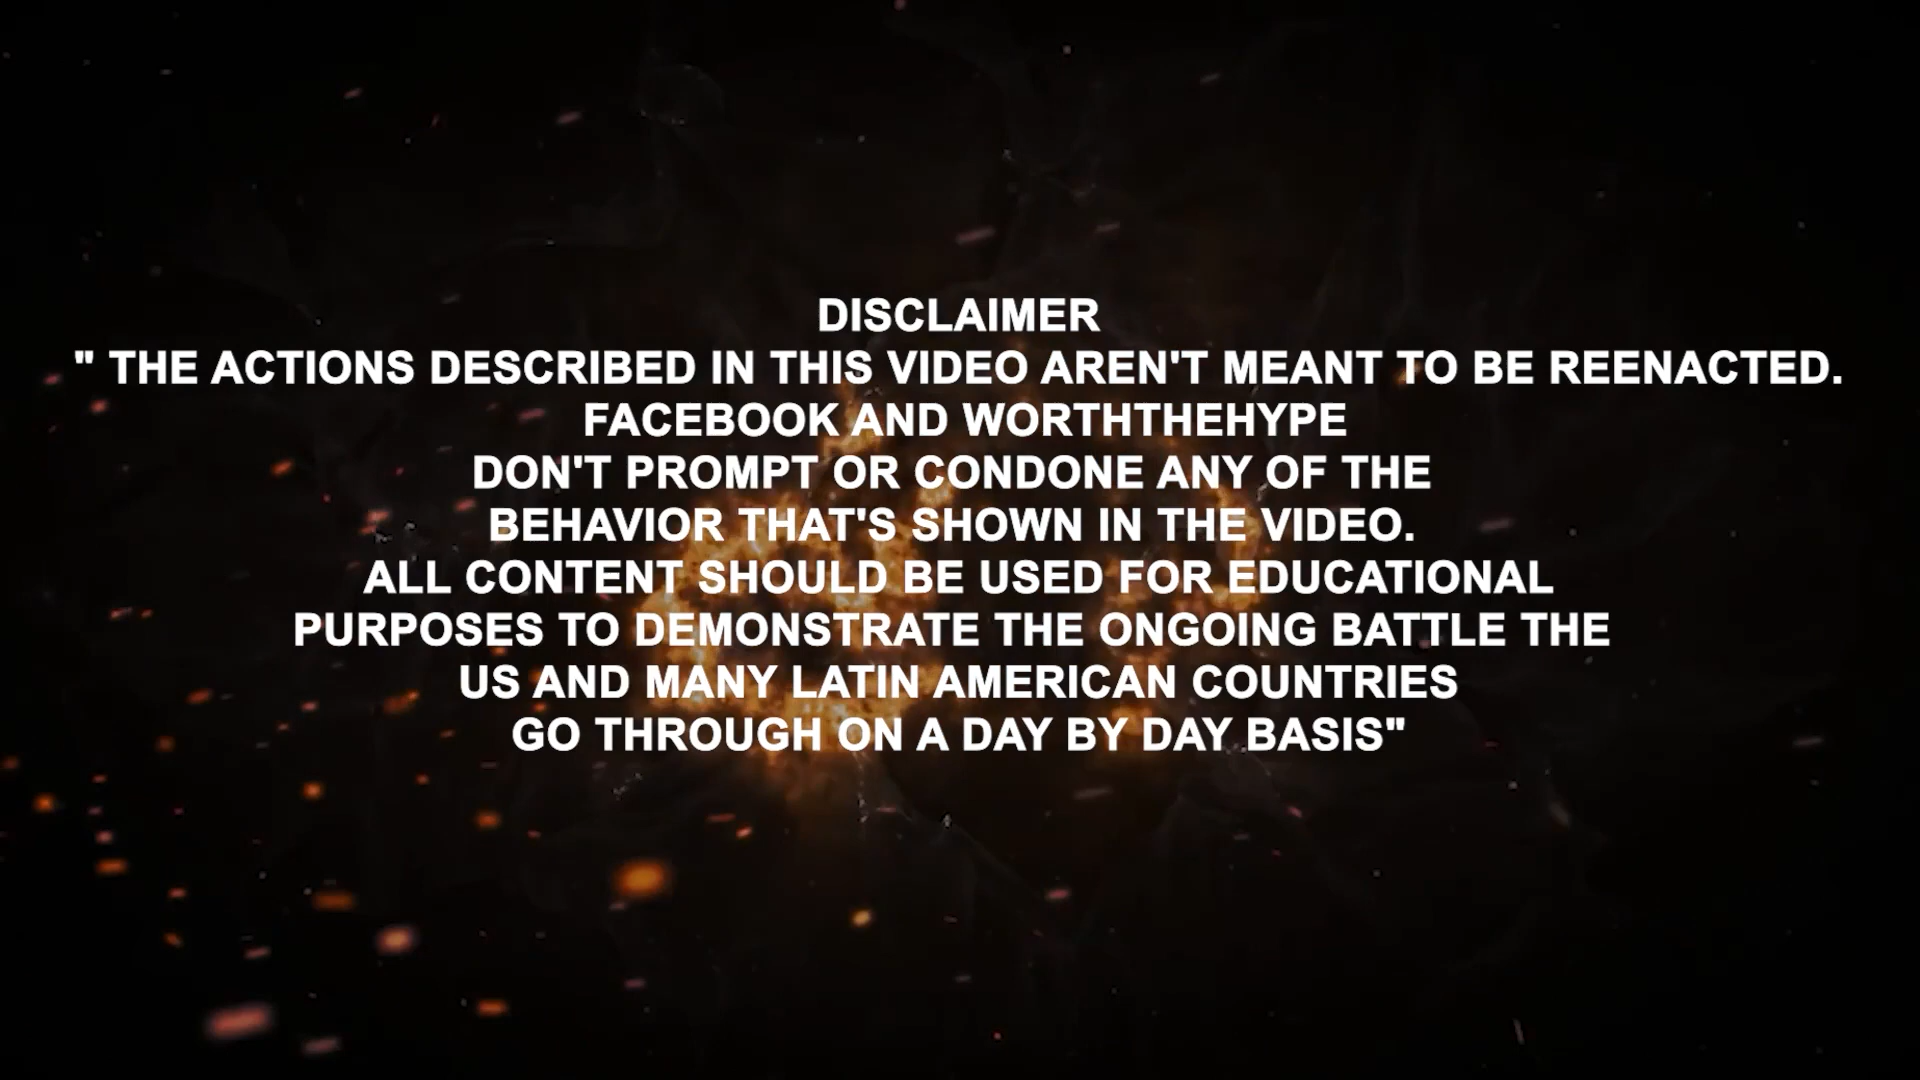 DISCLAIMER
" THE ACTIONS DESCRIBED IN THIS VIDEO AREN'T MEANT TO BE REENACTED.
FACEBOOK AND WORTHTHEHYPE
DON'T PROMPT OR CONDONE ANY OF THE
BEHAVIOR THAT'S SHOWN IN THE VIDEO.
ALL CONTENT SHOULD BE USED FOR EDUCATIONAL
PURPOSES TO DEMONSTRATE THE ONGOING BATTLE THE
US AND MANY LATIN AMERICAN COUNTRIES
GO THROUGH ON A DAY BY DAY BASIS"